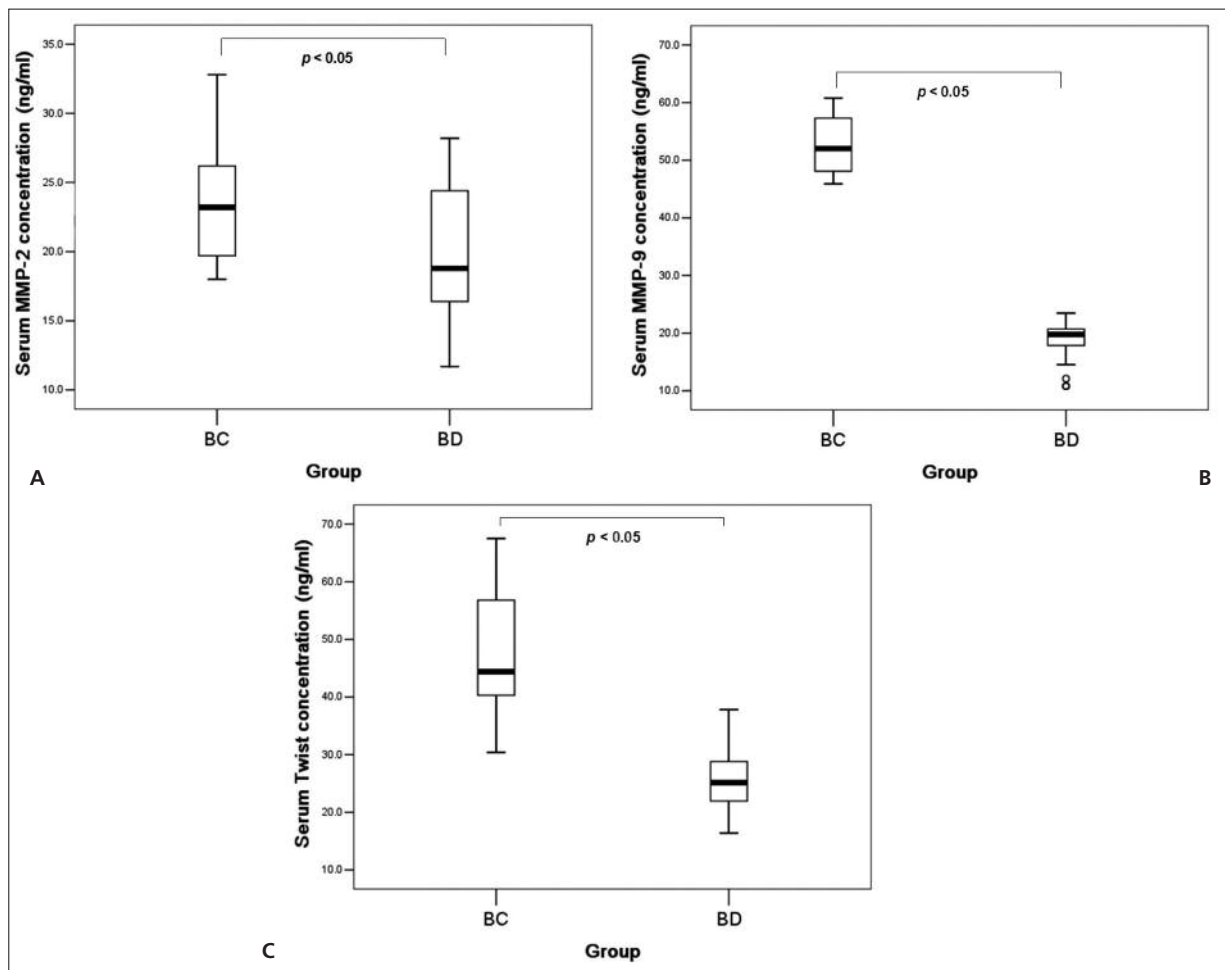 35.0
30.0
25.0
20.0
15.0
10.0
Serum MMP-2 concentration (ng/ml)
p < 0.05
BC BD
Group
A
70.0
60.0
50.0
40.0
30.0
20.0
10.0
Serum MMP-9 concentration (ng/ml)
p < 0.05
BC BD
Group
B
70.0
60.0
50.0
40.0
30.0
20.0
10.0
Serum Twist concentration (ng/ml)
p < 0.05
BC BD
Group
C